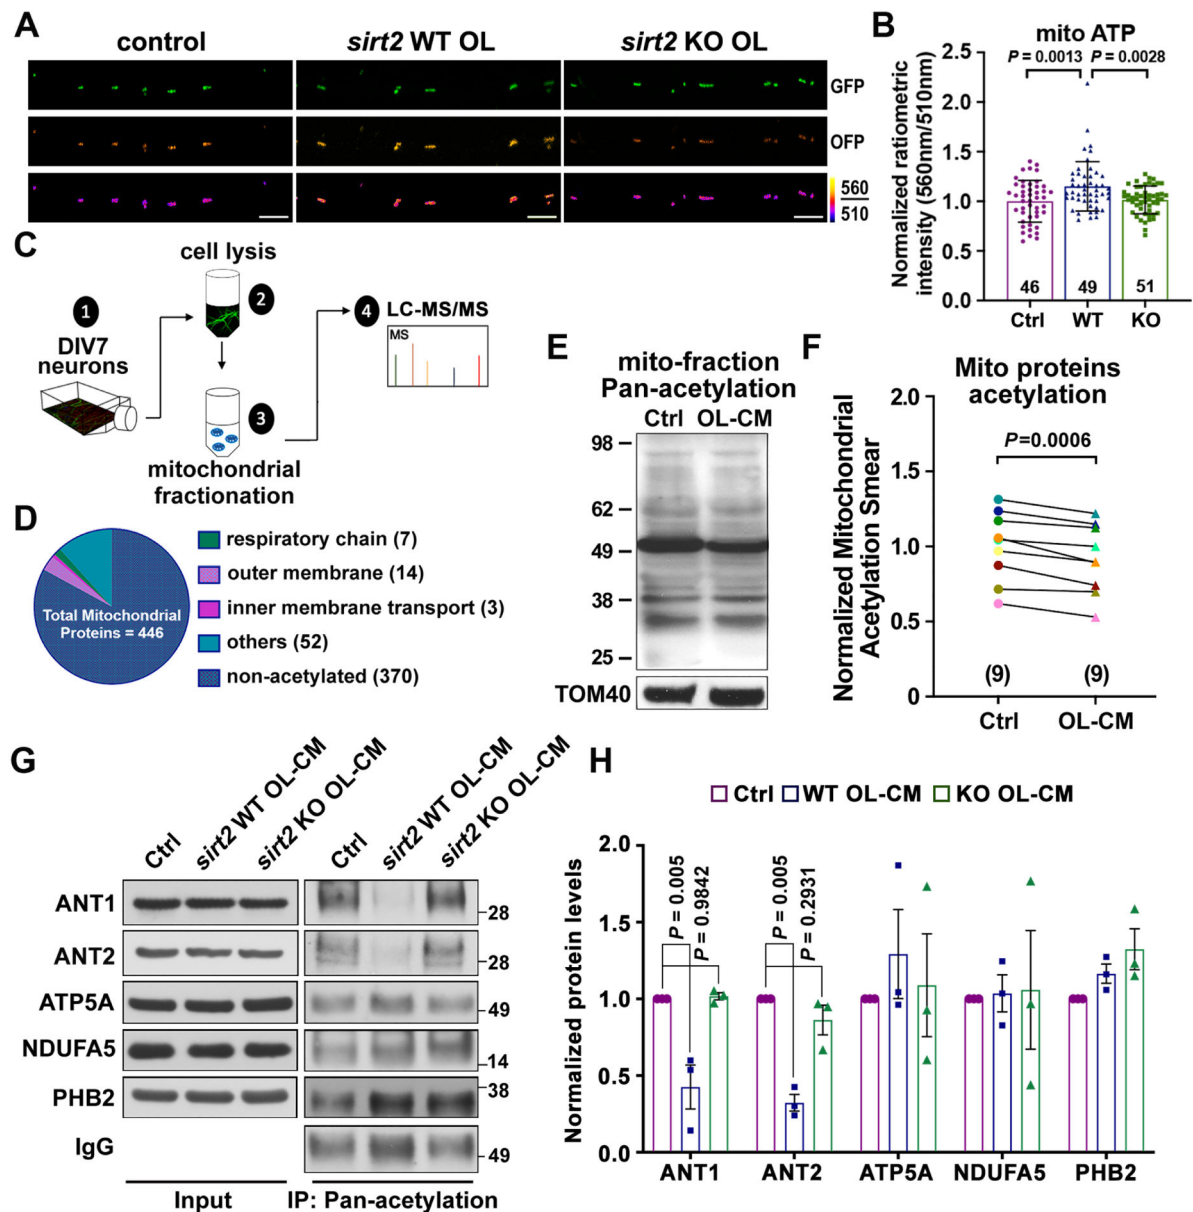 A
control
sirt2 WT OL
sirt2 KO OL
GFP
OFP
560
510
B
mito ATP
P = 0.0013
P = 0.0028
Normalized ratiometric
intensity (560nm/510nm)
2.5
2.0
1.5
1.0
0.5
0.0
46
49
51
Ctrl
WT
KO
C
cell lysis
1
DIV7
neurons
2
3
mitochondrial
fractionation
4
LC-MS/MS
MS
D
Total Mitochondrial
Proteins = 446
respiratory chain (7)
outer membrane (14)
inner membrane transport (3)
others (52)
non-acetylated (370)
E
mito-fraction
Pan-acetylation
Ctrl
OL-CM
98
62
49
38
25
TOM40
F
Mito proteins
acetylation
P=0.0006
Normalized Mitochondrial
Acetylation Smear
2.0
1.5
1.0
0.5
0
(9)
(9)
Ctrl
OL-CM
G
Ctrl
sirt2 WT OL-CM
sirt2 KO OL-CM
Ctrl
sirt2 WT OL-CM
sirt2 KO OL-CM
ANT1
28
ANT2
28
ATP5A
49
NDUFA5
14
PHB2
38
IgG
49
Input
IP: Pan-acetylation
H
Ctrl
WT OL-CM
KO OL-CM
Normalized protein levels
2.0
1.5
1.0
0.5
0.0
P = 0.005
P = 0.9842
P = 0.005
P = 0.2931
ANT1
ANT2
ATP5A
NDUFA5
PHB2